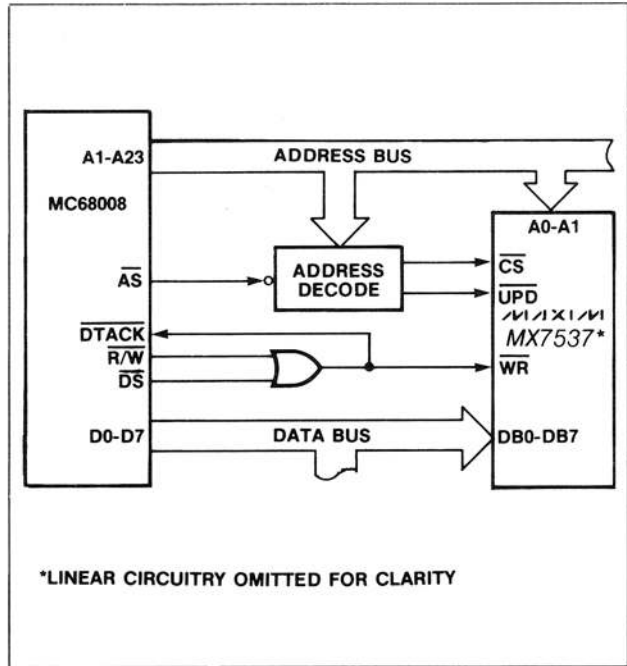 A1-A23
ADDRESS BUS
MC68008
A0-A1
AS
ADDRESS DECODE
CS
UPD
DTACK
MAXIM
MX7537*
R/W
WR
DS
D0-D7
DATA BUS
DB0-DB7
*LINEAR CIRCUITRY OMITTED FOR CLARITY